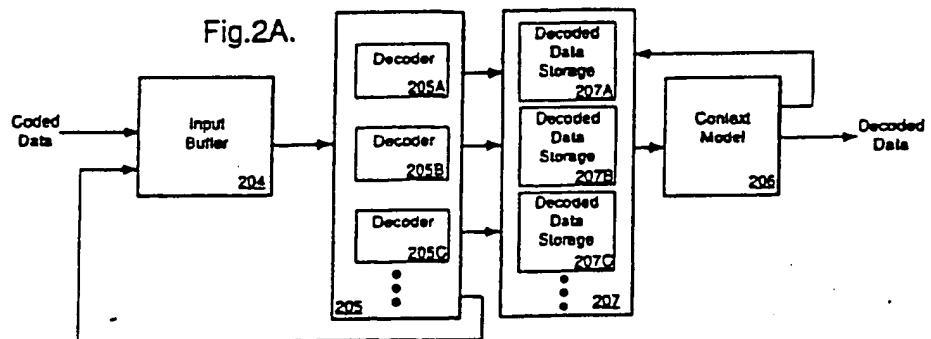 Fig.2A.
Coded
Data
Input
Buffer
204
Decoder
205A
Decoder
205B
Decoder
205C
205
Decoded
Data
Storage
207A
Decoded
Data
Storage
207B
Decoded
Data
Storage
207C
207
Context
Model
206
Decoded
Data